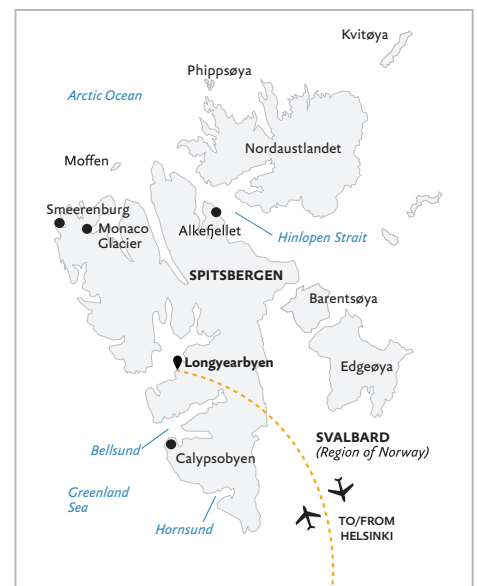 Kvitøya
Phippsøya
Arctic Ocean
Nordaustlandet
Moffen
Smeerenburg
Monaco
Glacier
Alkefjellet
Hinlopen Strait
SPITSBERGEN
Barentsøya
Longyearbyen
Edgeøya
SVALBARD
(Region of Norway)
Bellsund
Calypsobyen
Greenland
Sea
Hornsund
TO/FROM
HELSINKI